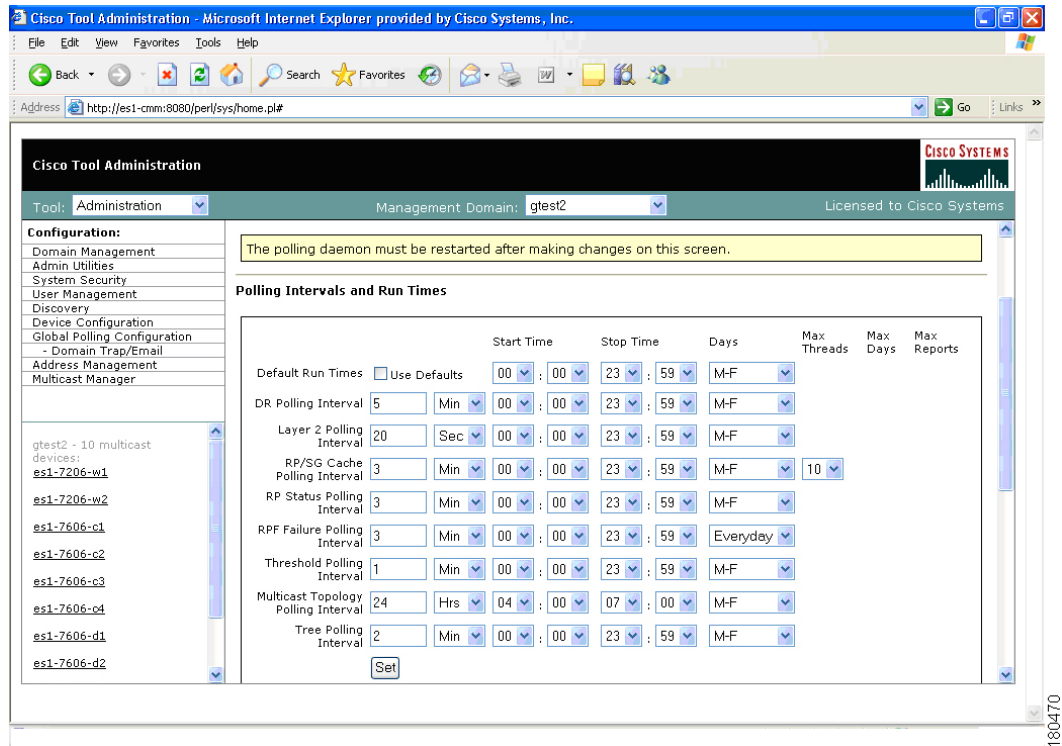 Cisco Tool Administration - Microsoft Internet Explorer provided by Cisco Systems, Inc.
File Edit View Favorites Tools Help
Back Search Favorites
Address http://es1-cmm:8080/perl/sys/home.pl# Go Links »
Cisco Tool Administration
CISCO SYSTEMS
Tool: Administration Management Domain: gtest2 Licensed to Cisco Systems
Configuration:
Domain Management
Admin Utilities
System Security
User Management
Discovery
Device Configuration
Global Polling Configuration
- Domain Trap/Email
Address Management
Multicast Manager
gtest2 - 10 multicast
devices:
es1-7206-w1
es1-7206-w2
es1-7606-c1
es1-7606-c2
es1-7606-c3
es1-7606-c4
es1-7606-d1
es1-7606-d2
The polling daemon must be restarted after making changes on this screen.
Polling Intervals and Run Times
Start Time Stop Time Days Max Threads Max Days Max Reports
Default Run Times Use Defaults 00 : 00 23 : 59 M-F
DR Polling Interval 5 Min 00 : 00 23 : 59 M-F
Layer 2 Polling Interval 20 Sec 00 : 00 23 : 59 M-F
RP/SG Cache Polling Interval 3 Min 00 : 00 23 : 59 M-F 10
RP Status Polling Interval 3 Min 00 : 00 23 : 59 M-F
RPF Failure Polling Interval 3 Min 00 : 00 23 : 59 Everyday
Threshold Polling Interval 1 Min 00 : 00 23 : 59 M-F
Multicast Topology Polling Interval 24 Hrs 04 : 00 07 : 00 M-F
Tree Polling Interval 2 Min 00 : 00 23 : 59 M-F
Set
180470